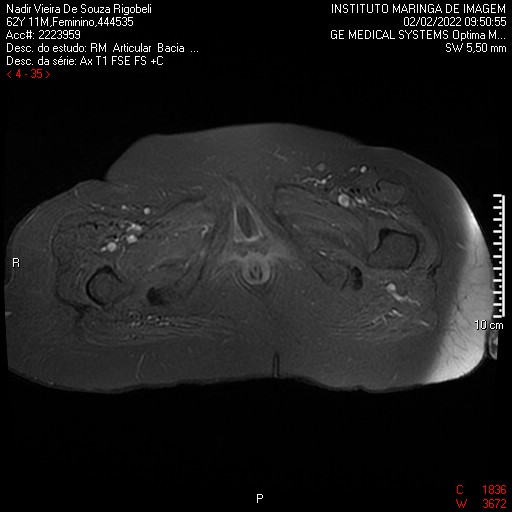 Nadir Vieira De Souza Rigobeli
62Y 11M,Feminino,444535
Acc#: 2223959
Desc. do estudo: RM Articular Bacia ...
Desc. da série: Ax T1 FSE FS +C
< 4 - 35 >
INSTITUTO MARINGA DE IMAGEM
02/02/2022 09:50:55
GE MEDICAL SYSTEMS Optima M...
SW 5,50 mm
R
10 cm
P
C 1836
W 3672